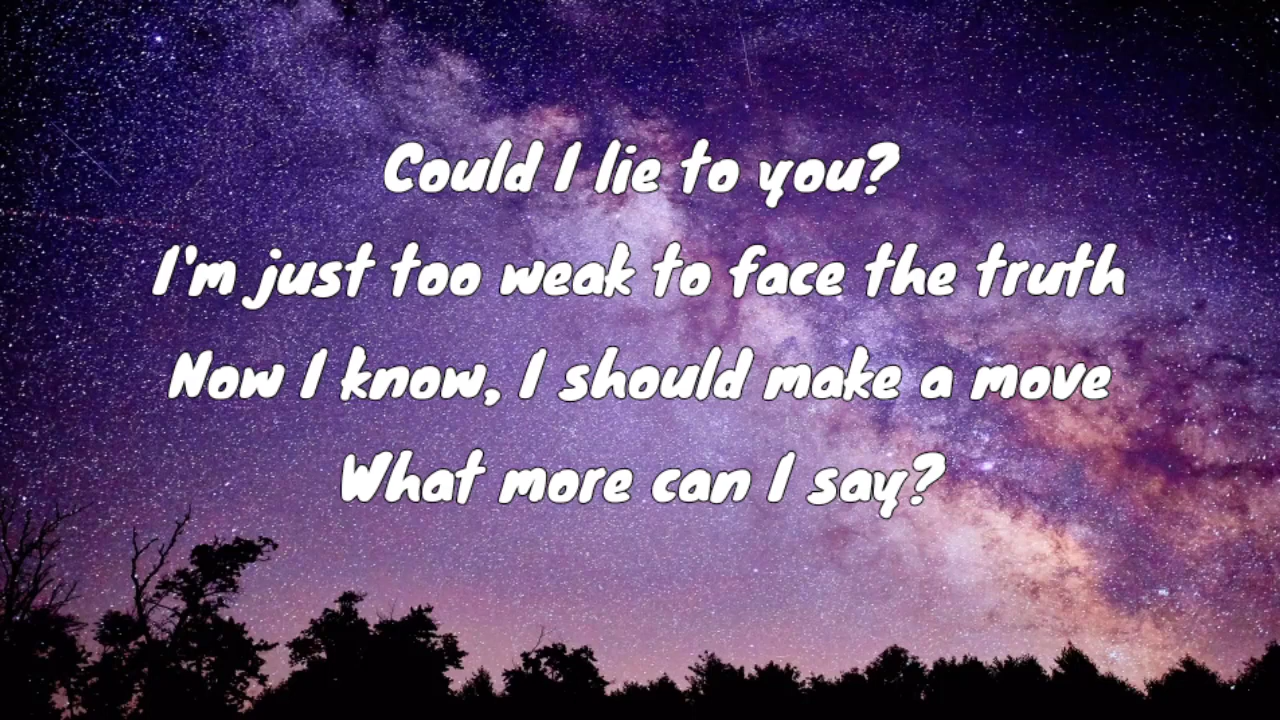 Could I lie to you?
I'm just too weak to face the truth
Now I know, I should make a move
What more can I say?